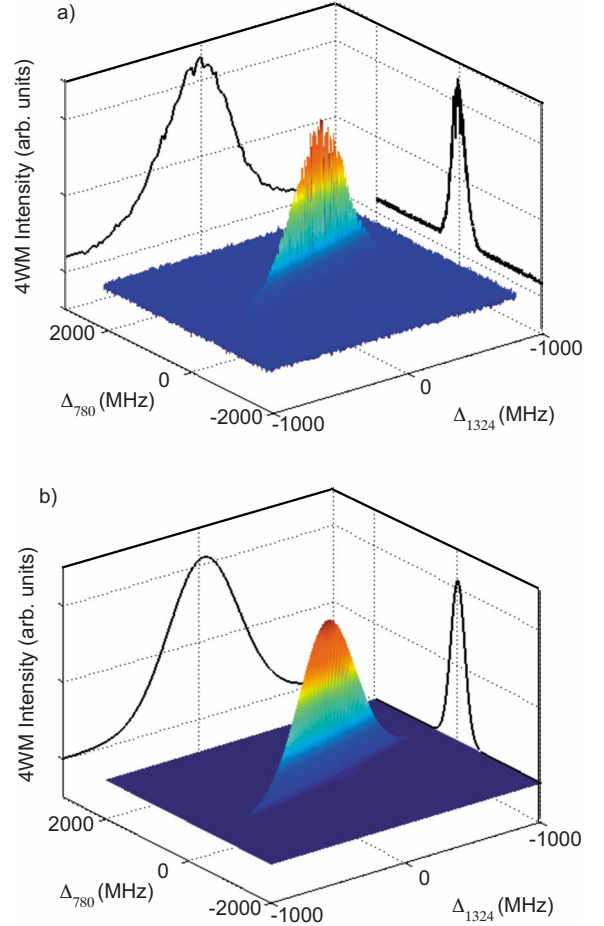 a)
4WM Intensity (arb. units)
2000
0
-2000
Δ780 (MHz)
-1000
0
-1000
Δ1324 (MHz)
b)
4WM Intensity (arb. units)
2000
0
-2000
Δ780 (MHz)
-1000
0
-1000
Δ1324 (MHz)